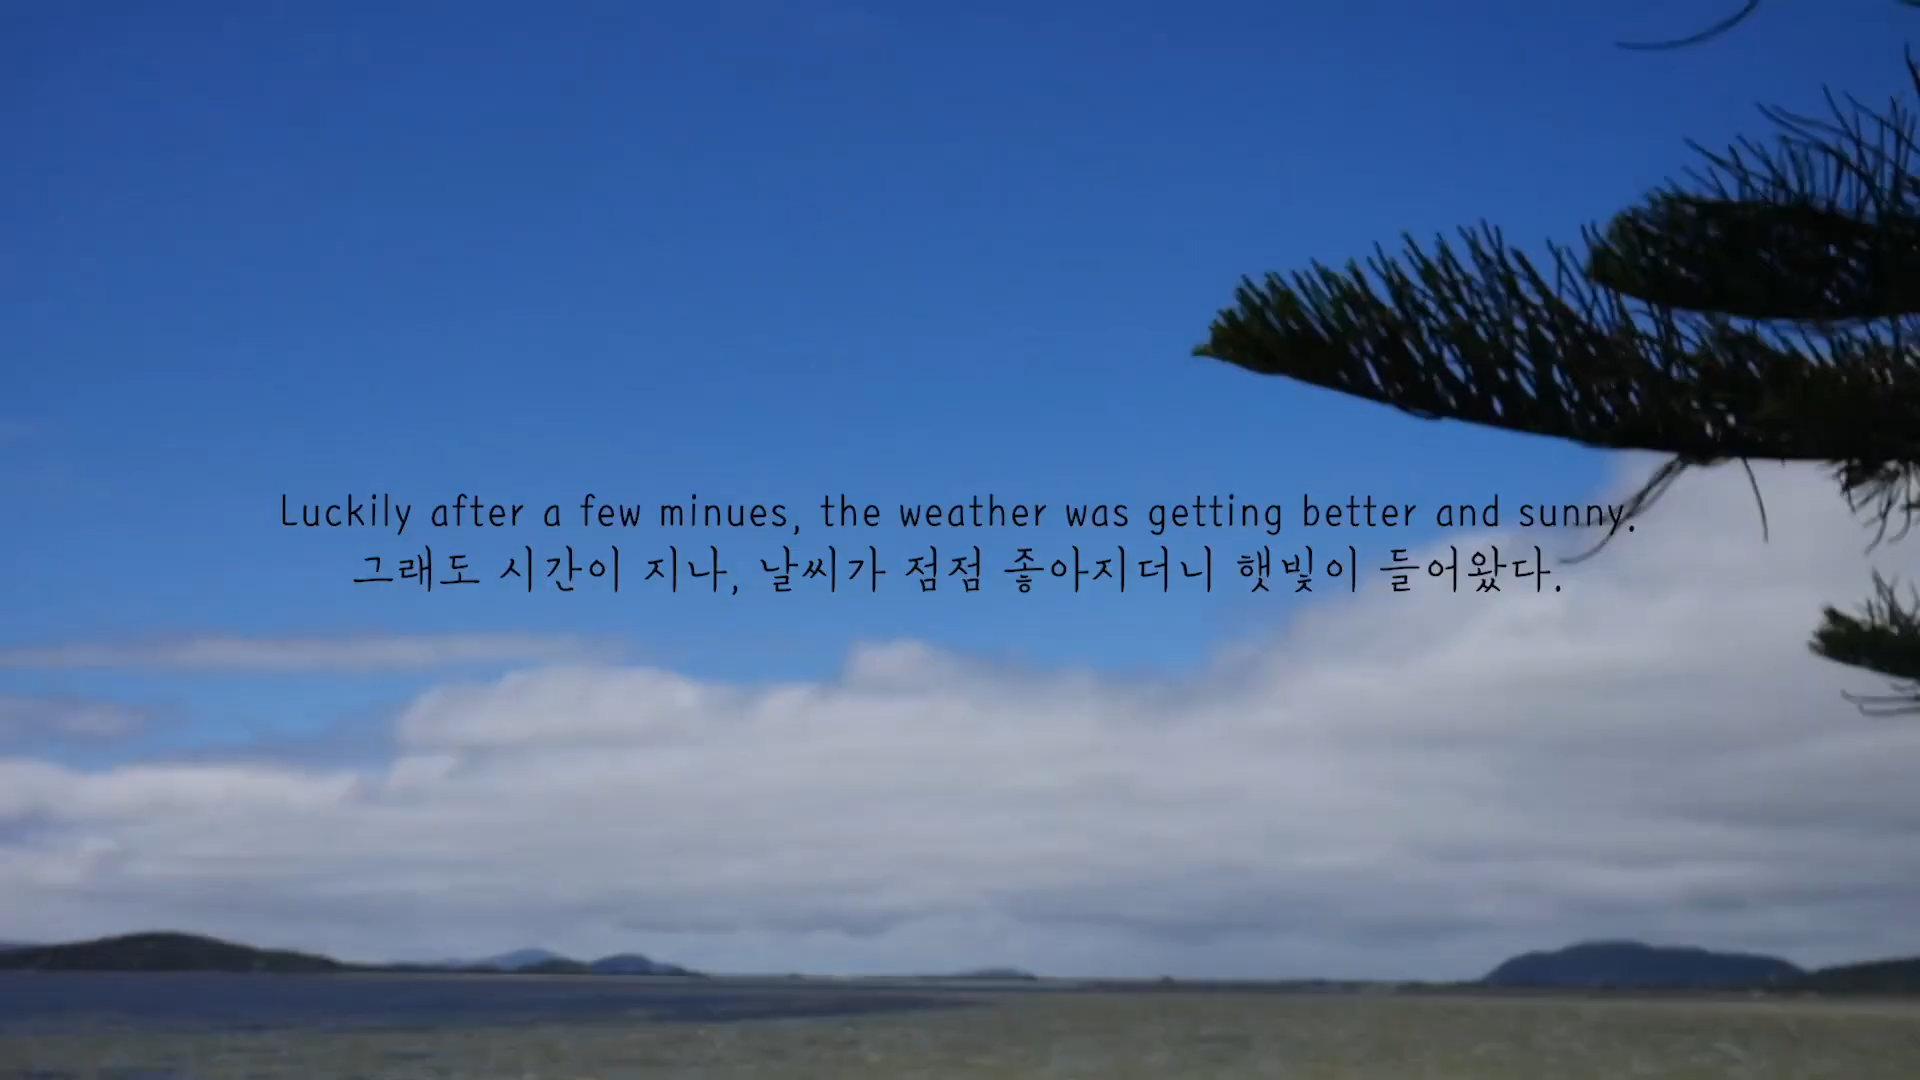 Luckily after a few minues, the weather was getting better and sunny.
그래도 시간이 지나, 날씨가 점점 좋아지더니 햇빛이 들어왔다.